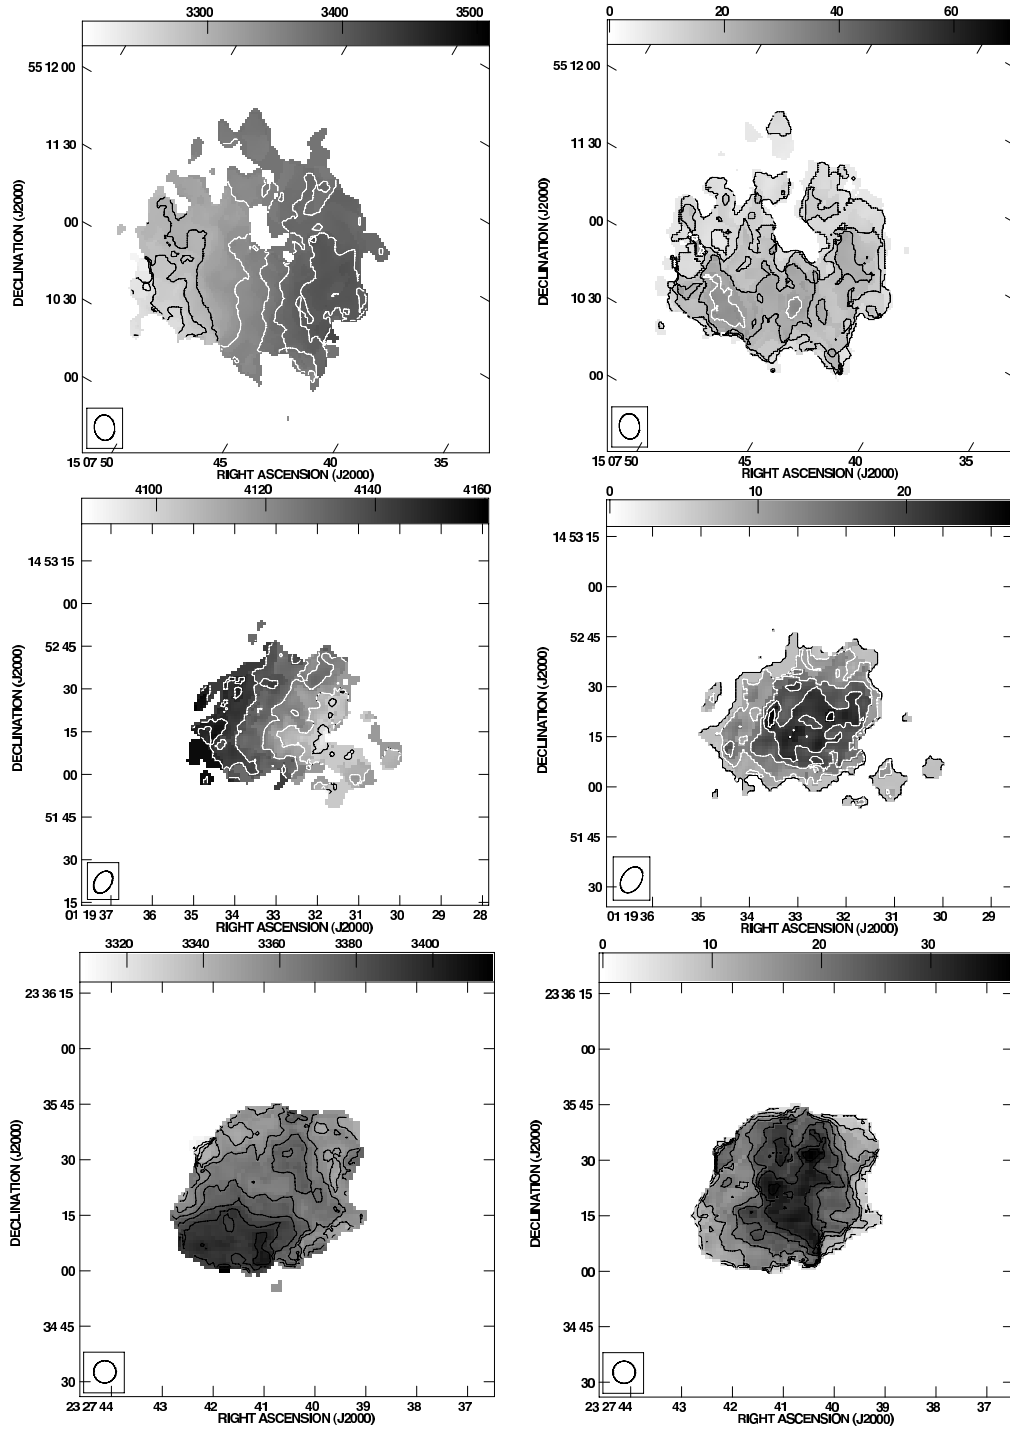 3300 3400 3500
55 12 00
11 30
00
10 30
00
DECLINATION (J2000)
15 07 50 45 40 35
RIGHT ASCENSION (J2000)
0 20 40 60
55 12 00
11 30
00
10 30
00
DECLINATION (J2000)
15 07 50 45 40 35
RIGHT ASCENSION (J2000)
4100 4120 4140 4160
14 53 15
00
52 45
30
15
00
51 45
30
15
DECLINATION (J2000)
01 19 37 36 35 34 33 32 31 30 29 28
RIGHT ASCENSION (J2000)
0 10 20
14 53 15
00
52 45
30
15
00
51 45
30
DECLINATION (J2000)
01 19 36 35 34 33 32 31 30 29
RIGHT ASCENSION (J2000)
3320 3340 3360 3380 3400
23 36 15
00
35 45
30
15
00
34 45
30
DECLINATION (J2000)
23 27 44 43 42 41 40 39 38 37
RIGHT ASCENSION (J2000)
0 10 20 30
23 36 15
00
35 45
30
15
00
34 45
30
DECLINATION (J2000)
23 27 44 43 42 41 40 39 38 37
RIGHT ASCENSION (J2000)